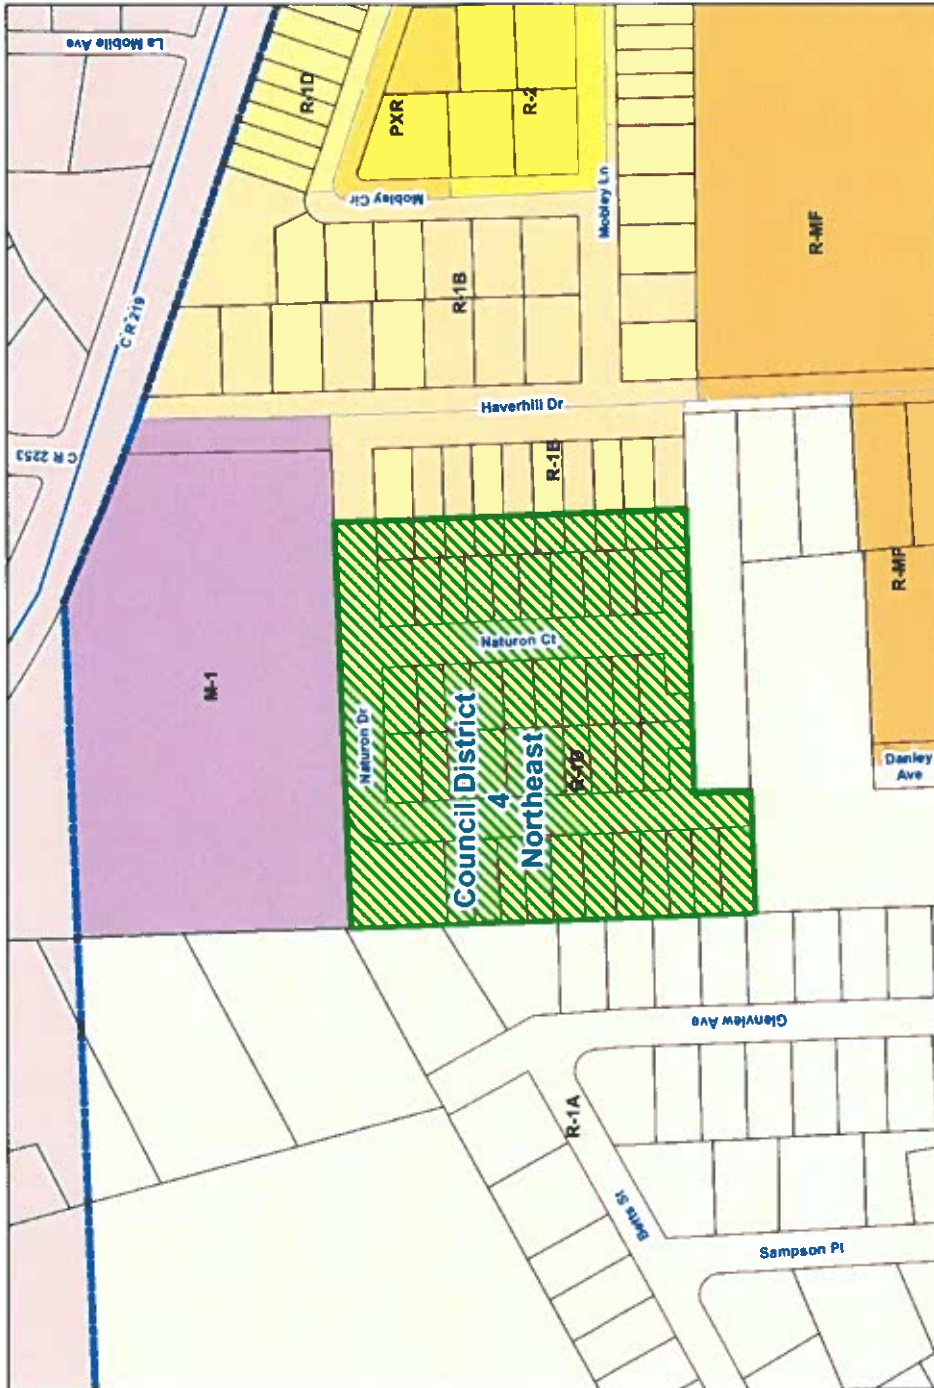 La Mobile Ave
R-1D
PXR
R-2
C R 219
Mobley Cir
Mobley Ln
R-MF
R-1B
Haverhill Dr
C R 2253
R-1B
M-1
Naturon Ct
Naturon Dr
Council District
4
Northeast
R-MF
Danley
Ave
Glenview Ave
R-1A
Betts St
Sampson Pl